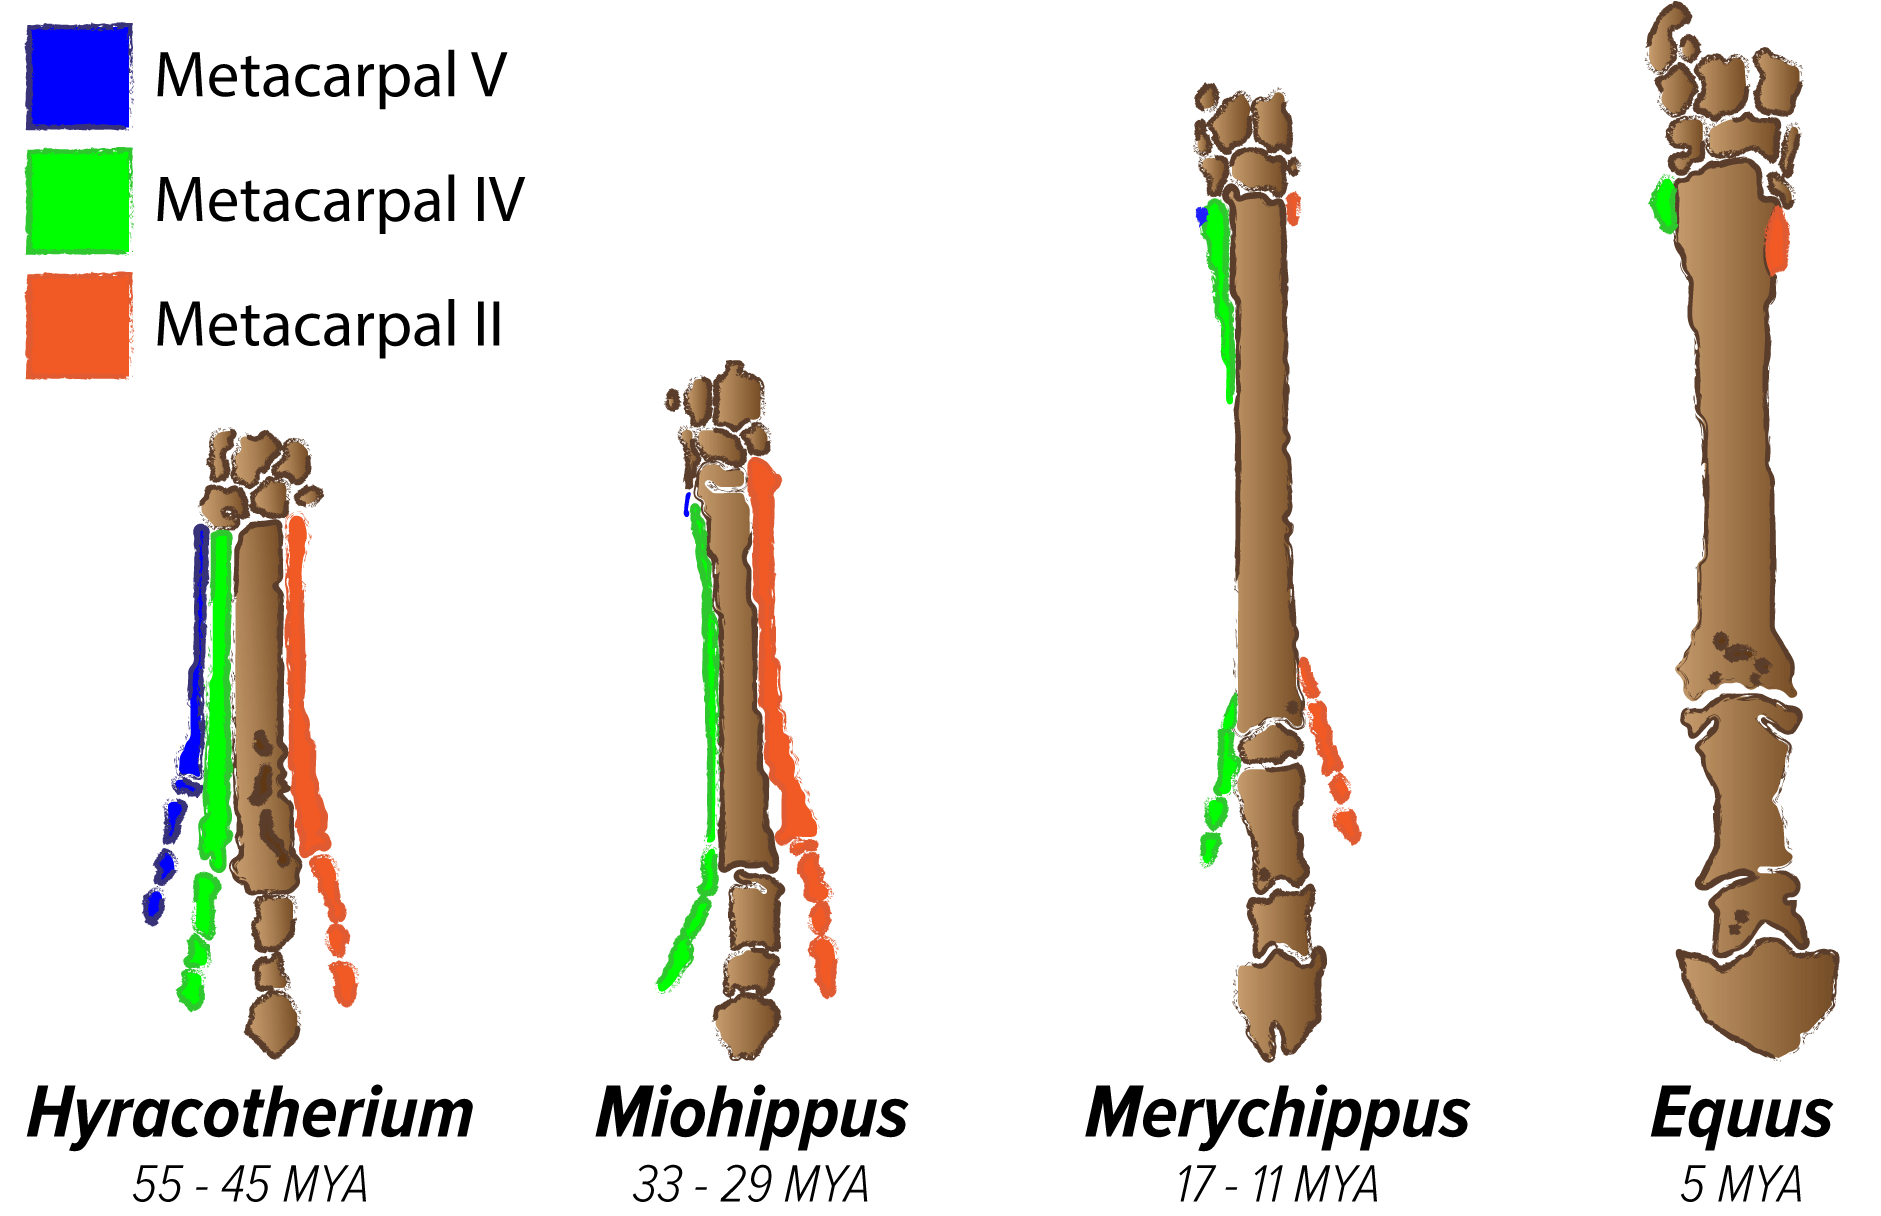 Metacarpal V
Metacarpal IV
Metacarpal II
Hyracotherium
55 - 45 MYA
Miohippus
33 - 29 MYA
Merychippus
17 - 11 MYA
Equus
5 MYA